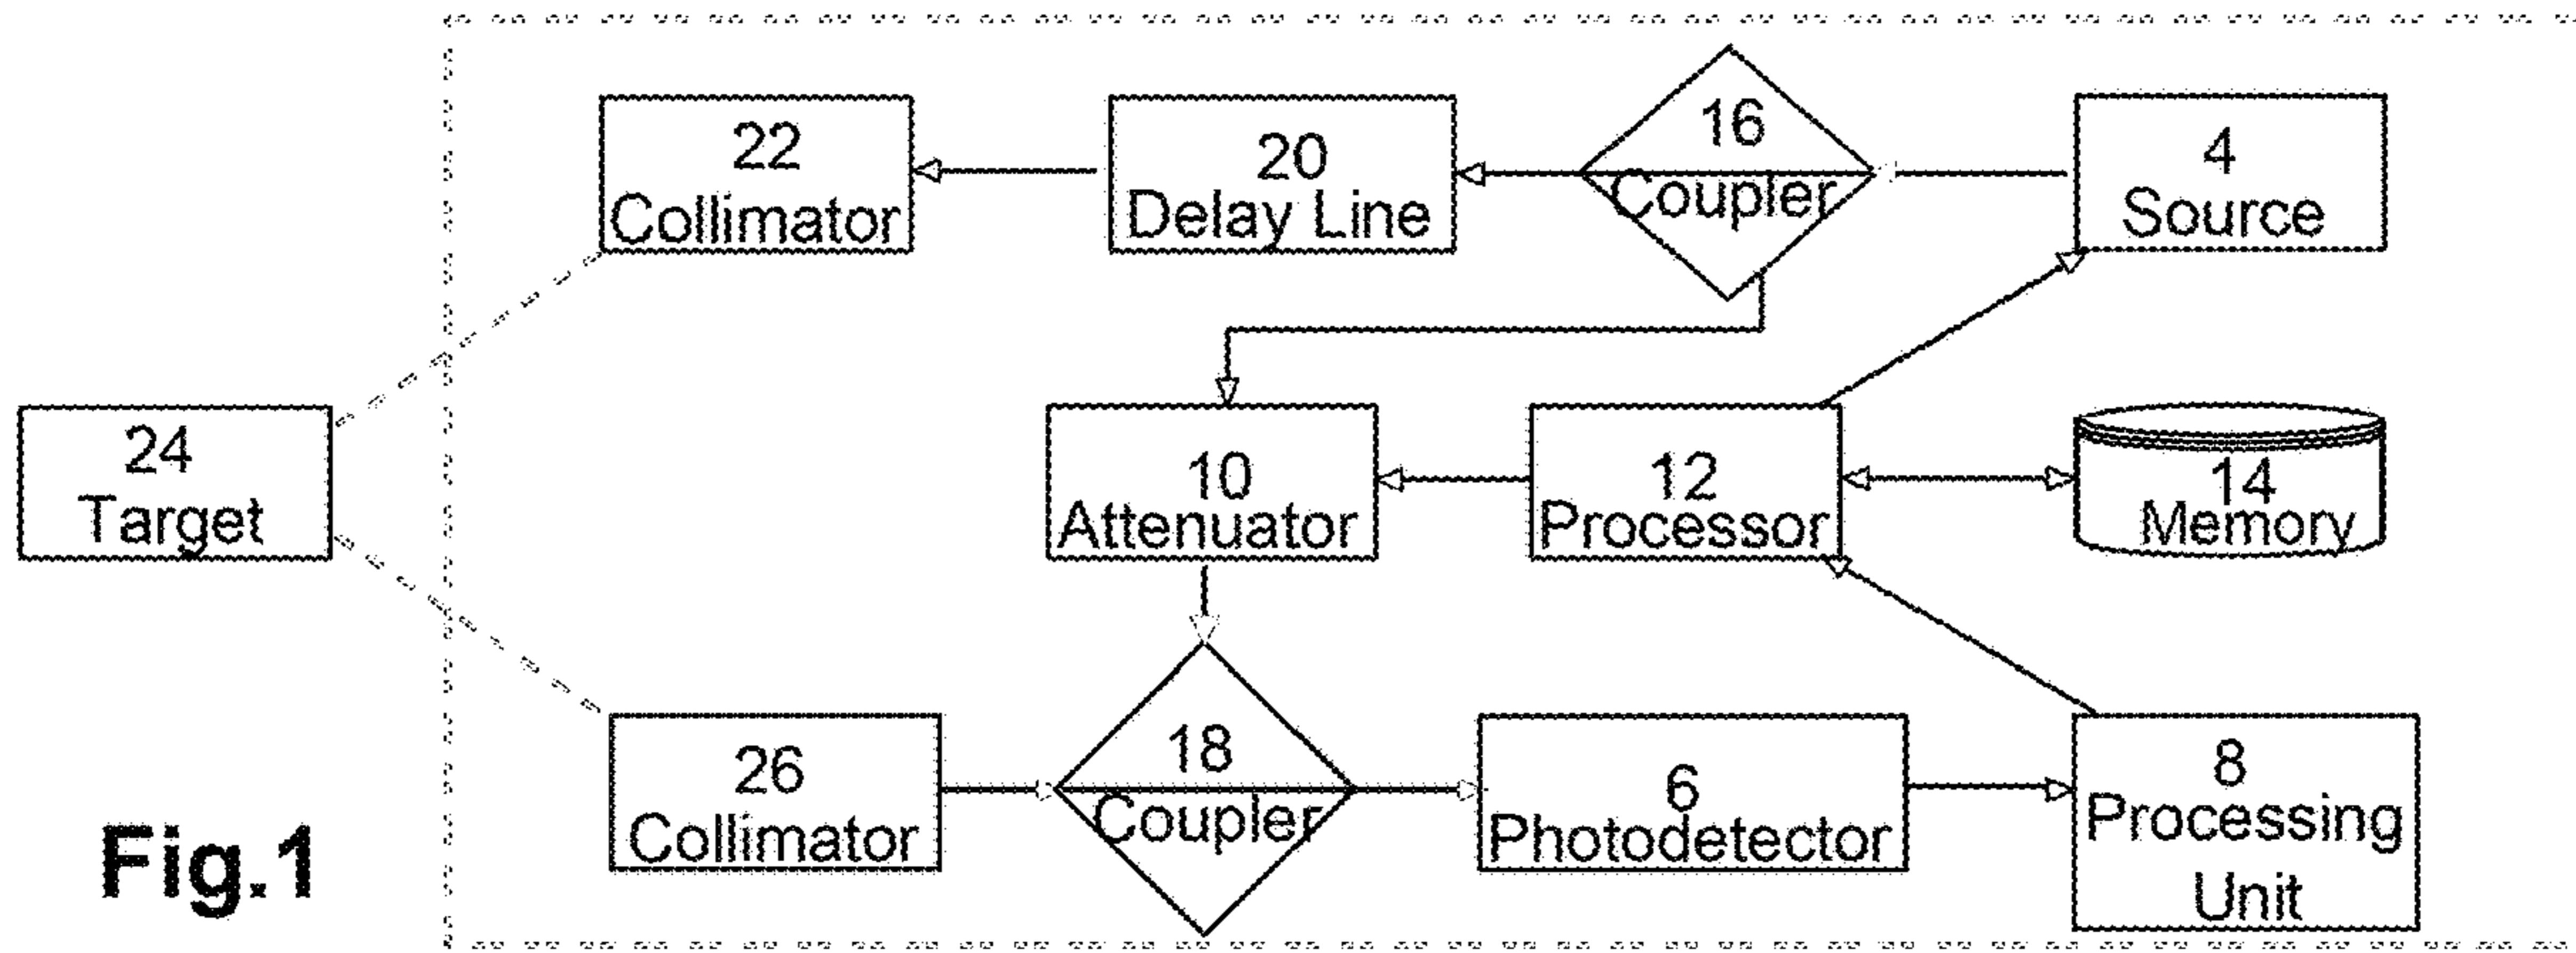 22
Collimator
20
Delay Line
16
Coupler
4
Source
24
Target
10
Attenuator
12
Processor
14
Memory
26
Collimator
18
Coupler
6
Photodetector
8
Processing
Unit
Fig.1